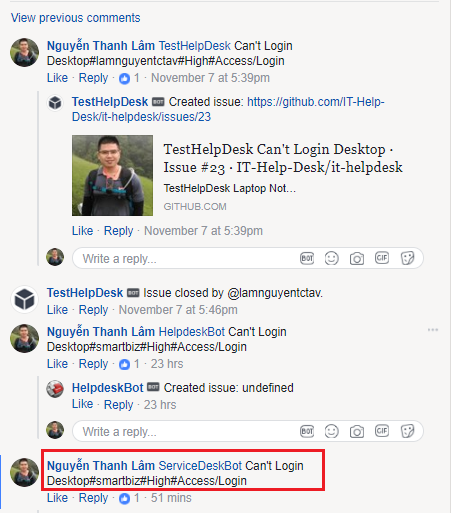 View previous comments
Nguyễn Thanh Lâm TestHelpDesk Can't Login
Desktop#lamnguyentctav#High#Access/Login
Like · Reply · 1 · November 7 at 5:39pm
TestHelpDesk BOT Created issue: https://github.com/IT-Help-
Desk/it-helpdesk/issues/23
TestHelpDesk Can't Login Desktop ·
Issue #23 · IT-Help-Desk/it-helpdesk
TestHelpDesk Laptop Not...
GITHUB.COM
Like · Reply · November 7 at 5:39pm
Write a reply... BOT GIF
TestHelpDesk BOT Issue closed by @lamnguyentctav.
Like · Reply · November 7 at 5:46pm
Nguyễn Thanh Lâm HelpdeskBot Can't Login
Desktop#smartbiz#High#Access/Login
Like · Reply · 1 · 23 hrs
HelpdeskBot BOT Created issue: undefined
Like · Reply · 23 hrs
Write a reply... BOT GIF
Nguyễn Thanh Lâm ServiceDeskBot Can't Login
Desktop#smartbiz#High#Access/Login
Like · Reply · 1 · 51 mins